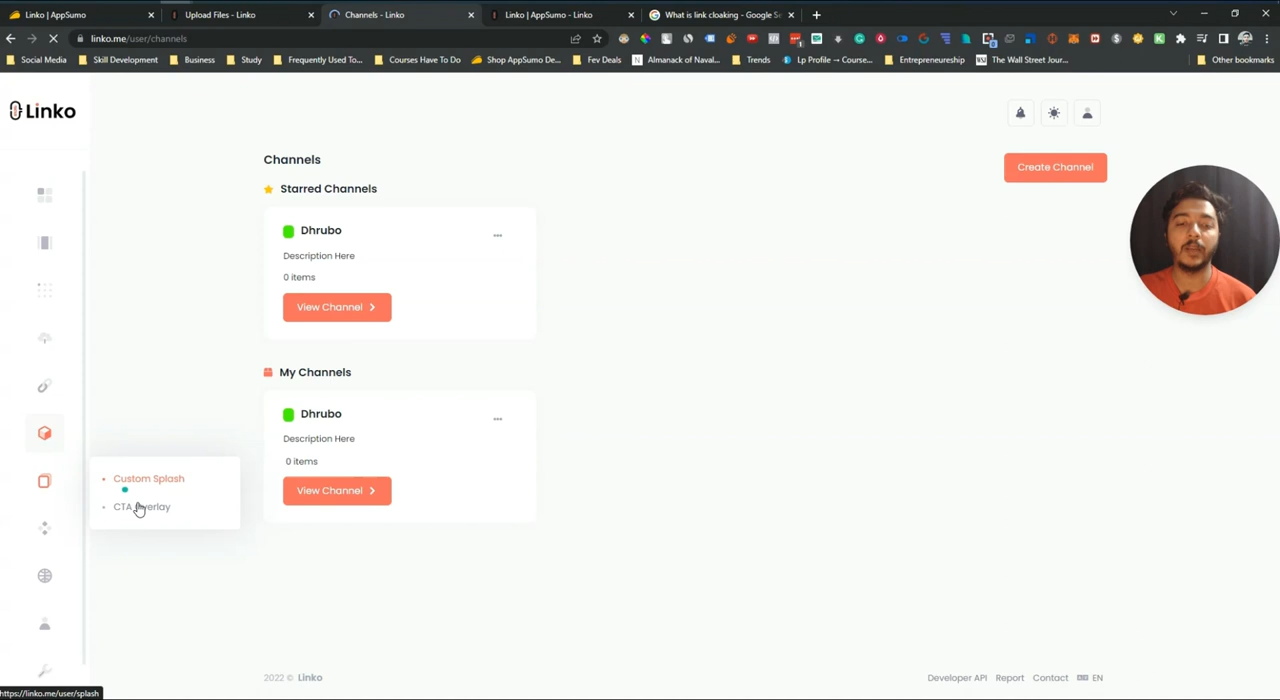 Linko | AppSumo
Upload Files - Linko
Channels - Linko
Linko | AppSumo - Linko
What is link cloaking - Google Se
linko.me/user/channels
Social Media
Skill Development
Business
Study
Frequently Used To...
Courses Have To Do
Shop AppSumo De...
Fev Deals
Almanack of Naval...
Trends
Lp Profile → Course...
Entrepreneurship
The Wall Street Jour...
Other bookmarks
Linko
Channels
Create Channel
Starred Channels
Dhrubo
Description Here
0 items
View Channel
My Channels
Dhrubo
Description Here
0 items
View Channel
Custom Splash
CTA
2022 © Linko
Developer API
Report
Contact
EN
https://linko.me/user/splash